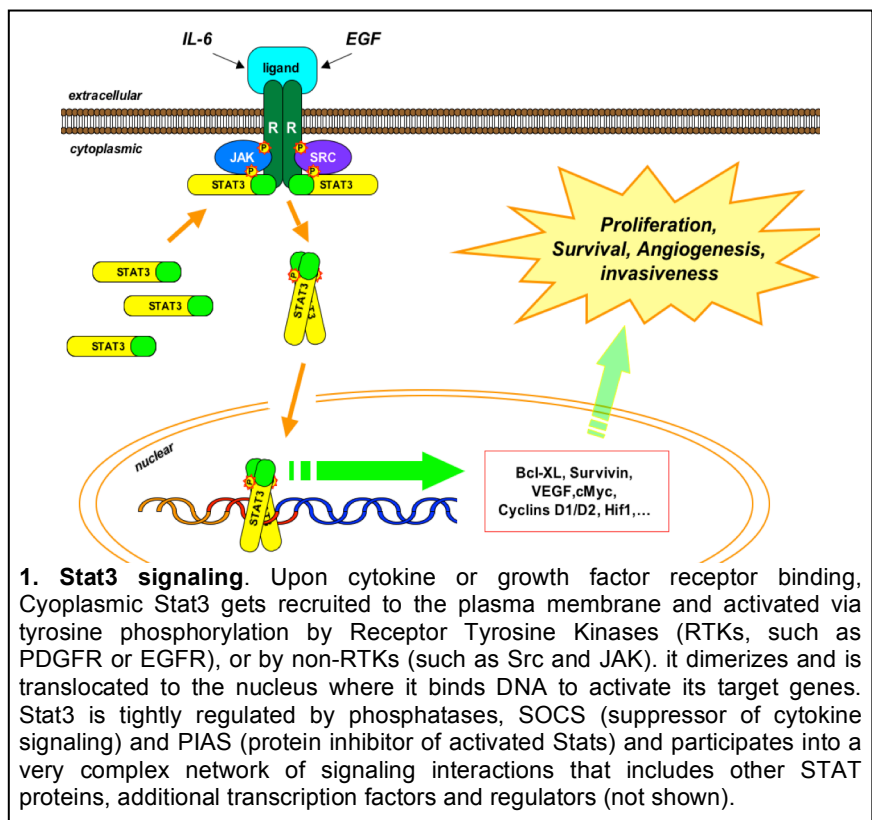 IL-6
EGF
ligand
extracellular
R R
cytoplasmic
P P
JAK SRC
P P
STAT3 STAT3
Proliferation,
Survival, Angiogenesis,
invasiveness
STAT3
STAT3
STAT3
P
STAT3
nuclear
P
STAT3
Bcl-XL, Survivin,
VEGF,cMyc,
Cyclins D1/D2, Hif1,...
1. Stat3 signaling. Upon cytokine or growth factor receptor binding,
Cyoplasmic Stat3 gets recruited to the plasma membrane and activated via
tyrosine phosphorylation by Receptor Tyrosine Kinases (RTKs, such as
PDGFR or EGFR), or by non-RTKs (such as Src and JAK). it dimerizes and is
translocated to the nucleus where it binds DNA to activate its target genes.
Stat3 is tightly regulated by phosphatases, SOCS (suppressor of cytokine
signaling) and PIAS (protein inhibitor of activated Stats) and participates into a
very complex network of signaling interactions that includes other STAT
proteins, additional transcription factors and regulators (not shown).